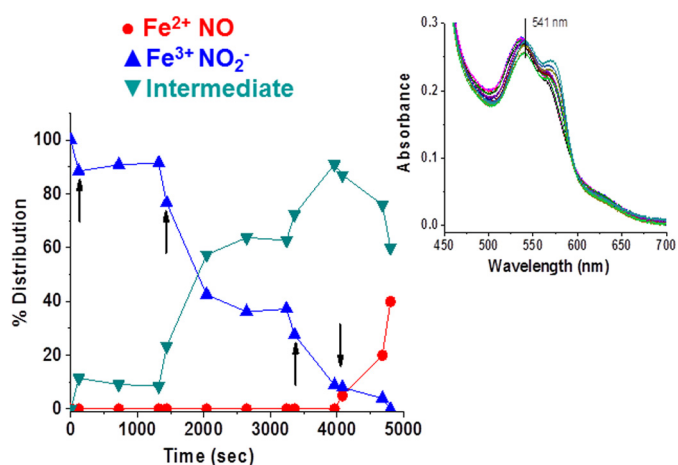 Fe²⁺ NO
Fe³⁺ NO₂⁻
Intermediate
% Distribution
100
80
60
40
20
0
0 1000 2000 3000 4000 5000
Time (sec)
541 nm
Absorbance
0.3
0.2
0.1
0.0
450 500 550 600 650 700
Wavelength (nm)